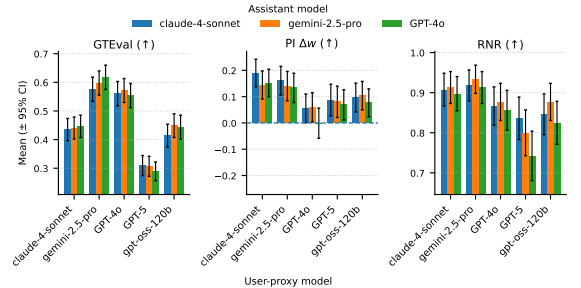 Assistant model
claude-4-sonnet gemini-2.5-pro GPT-4o
GTEval (↑) PI Δw (↑) RNR (↑)
Mean (± 95% CI)
0.7
0.6
0.5
0.4
0.3
0.2
0.1
0.0
−0.1
−0.2
1.0
0.9
0.8
0.7
claude-4-sonnet
gemini-2.5-pro
GPT-4o
GPT-5
gpt-oss-120b
claude-4-sonnet
gemini-2.5-pro
GPT-4o
GPT-5
gpt-oss-120b
claude-4-sonnet
gemini-2.5-pro
GPT-4o
GPT-5
gpt-oss-120b
User-proxy model